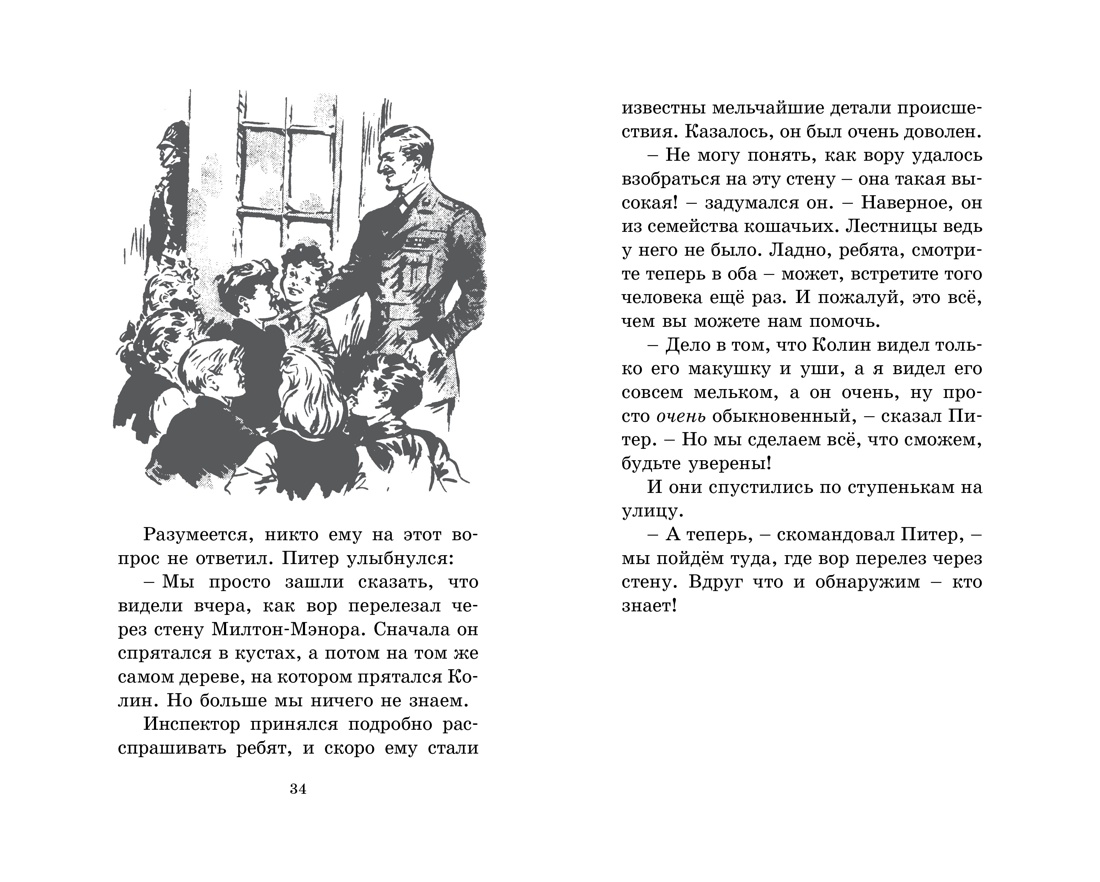 Разумеется, никто ему на этот во-
прос не ответил. Питер улыбнулся:
– Мы просто зашли сказать, что
видели вчера, как вор перелезал че-
рез стену Милтон-Мэнора. Сначала он
спрятался в кустах, а потом на том же
самом дереве, на котором прятался Ко-
лин. Но больше мы ничего не знаем.
Инспектор принялся подробно рас-
спрашивать ребят, и скоро ему стали
34
известны мельчайшие детали происше-
ствия. Казалось, он был очень доволен.
– Не могу понять, как вору удалось
взобраться на эту стену – она такая вы-
сокая! – задумался он. – Наверное, он
из семейства кошачьих. Лестницы ведь
у него не было. Ладно, ребята, смотри-
те теперь в оба – может, встретите того
человека ещё раз. И пожалуй, это всё,
чем вы можете нам помочь.
– Дело в том, что Колин видел толь-
ко его макушку и уши, а я видел его
совсем мельком, а он очень, ну про-
сто очень обыкновенный, – сказал Пи-
тер. – Но мы сделаем всё, что сможем,
будьте уверены!
И они спустились по ступенькам на
улицу.
– А теперь, – скомандовал Питер, –
мы пойдём туда, где вор перелез через
стену. Вдруг что и обнаружим – кто
знает!